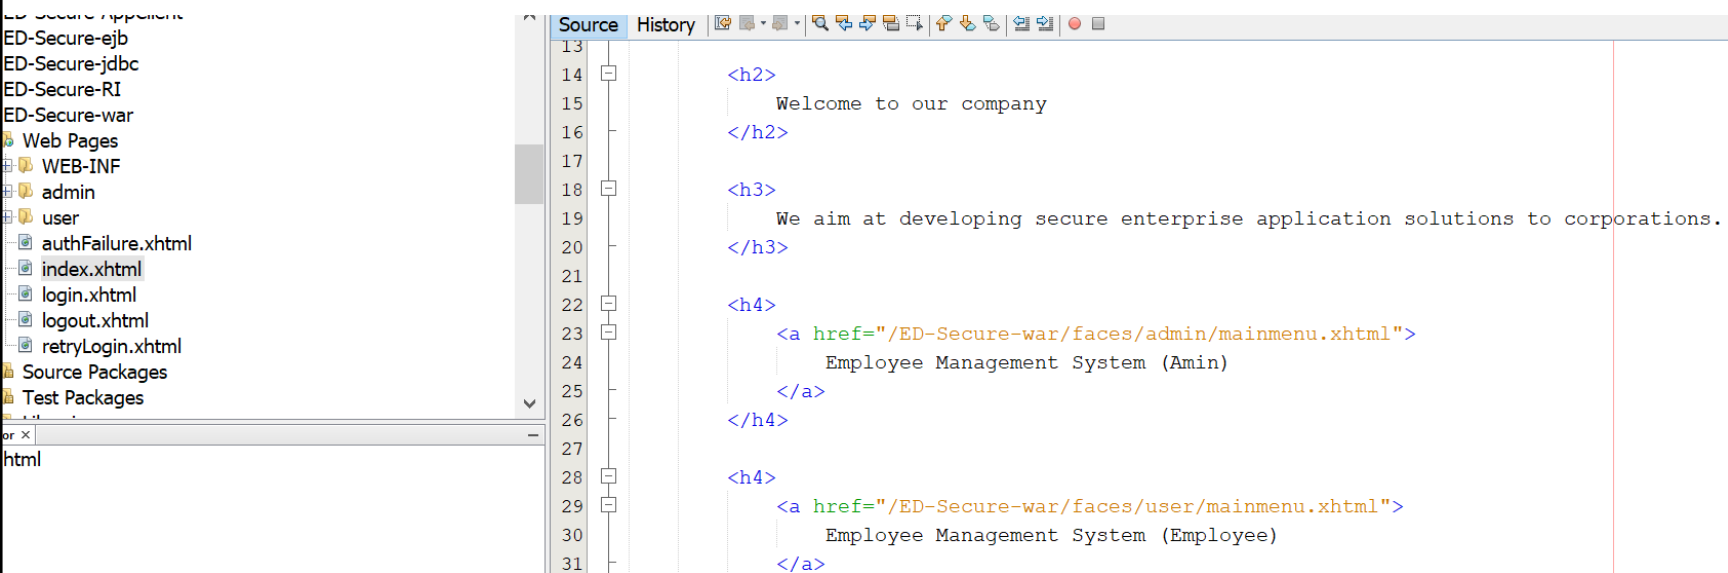 ED-Secure-AppClient
ED-Secure-ejb
ED-Secure-jdbc
ED-Secure-RI
ED-Secure-war
Web Pages
WEB-INF
admin
user
authFailure.xhtml
index.xhtml
login.xhtml
logout.xhtml
retryLogin.xhtml
Source Packages
Test Packages
or ×
html
Source History
13
14 <h2>
15 Welcome to our company
16 </h2>
17
18 <h3>
19 We aim at developing secure enterprise application solutions to corporations.
20 </h3>
21
22 <h4>
23 <a href="/ED-Secure-war/faces/admin/mainmenu.xhtml">
24 Employee Management System (Amin)
25 </a>
26 </h4>
27
28 <h4>
29 <a href="/ED-Secure-war/faces/user/mainmenu.xhtml">
30 Employee Management System (Employee)
31 </a>